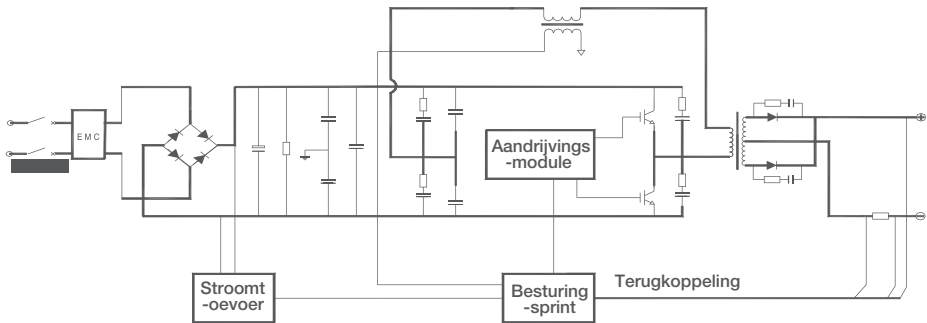 EMC
Aandrijvings
-module
Stroomt
-oevoer
Besturing
-sprint
Terugkoppeling